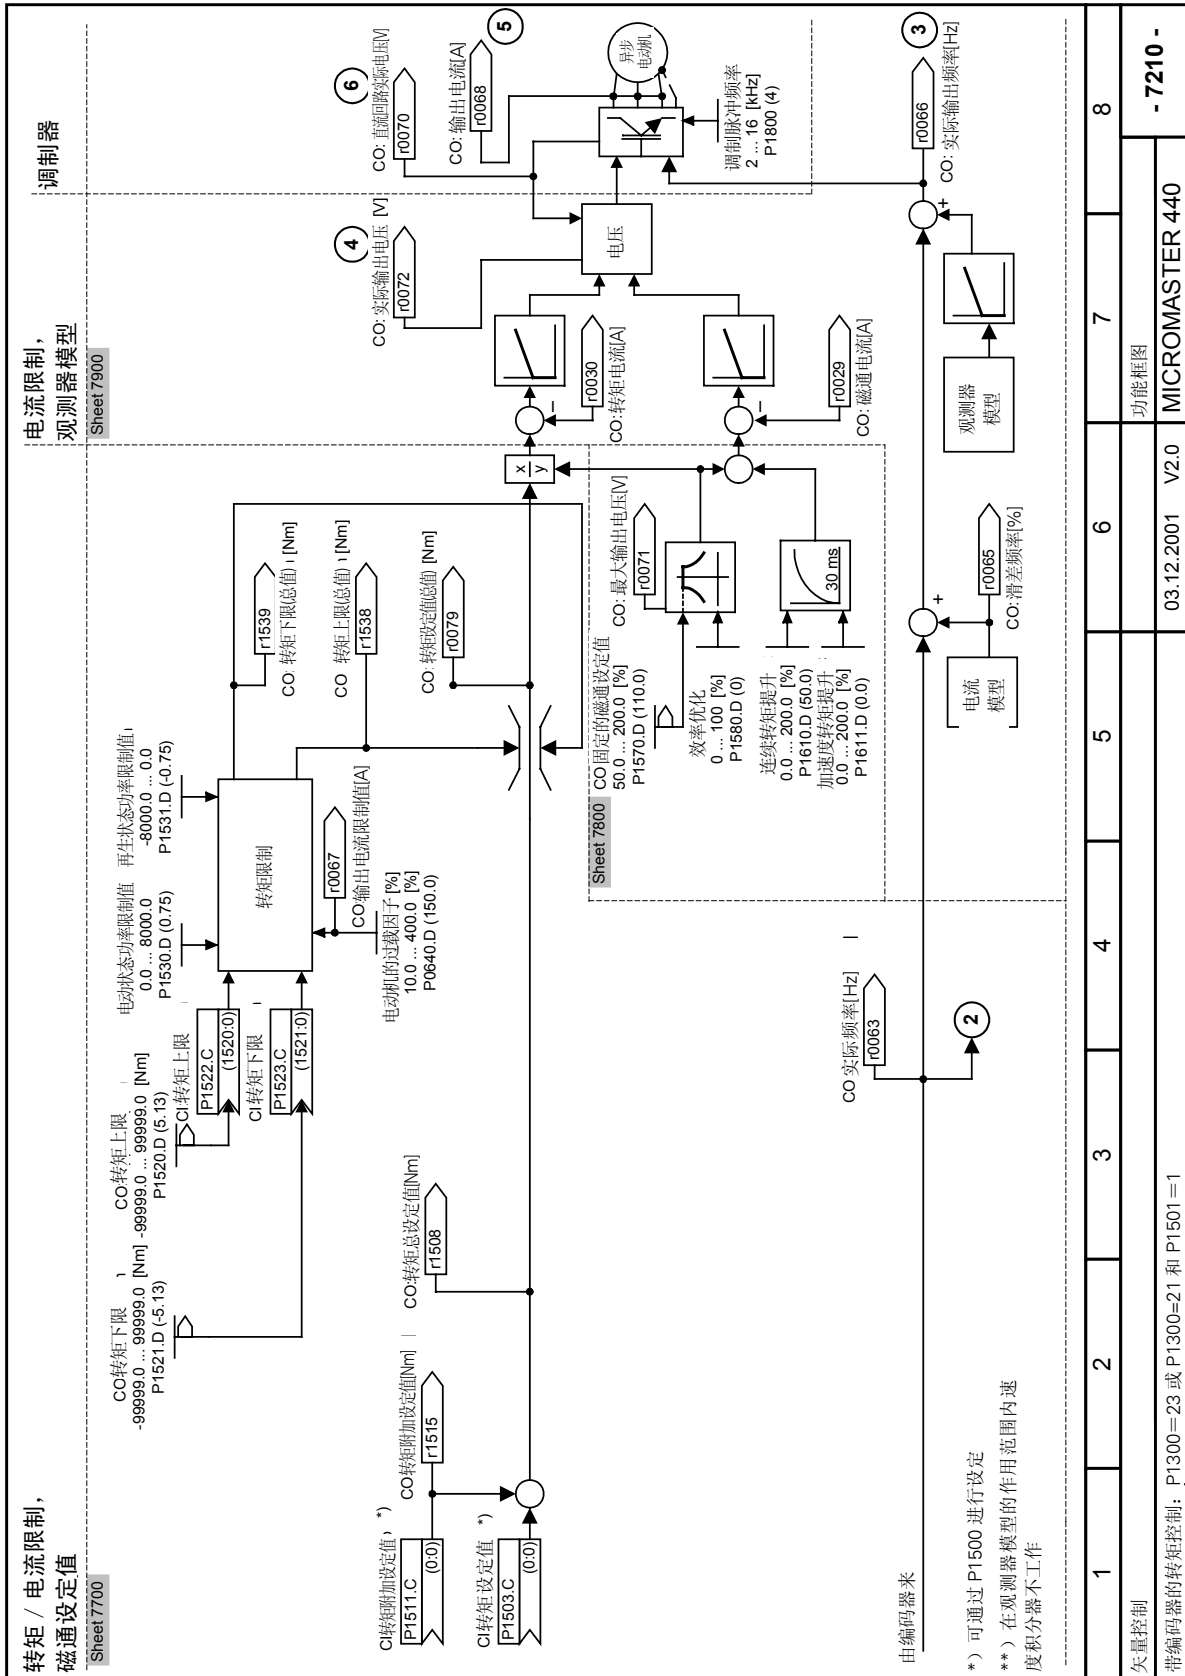 转矩 / 电流限制，
磁通设定值
Sheet 7700
电流限制，
观测器模型
Sheet 7900
调制器
CO转矩下限
-99999.0 ... 99999.0 [Nm]
P1521.D (-5.13)
CO:转矩上限
-99999.0 ... 99999.0 [Nm]
P1520.D (5.13)
CI:转矩上限
P1522.C
(1520:0)
CI转矩下限
P1523.C
(1521:0)
电动状态功率限制值
0.0 ... 8000.0
P1530.D (0.75)
再生状态功率限制值
-8000.0 ... 0.0
P1531.D (-0.75)
转矩限制
r0067
CO:输出电流限制值[A]
电动机的过载因子 [%]
10.0 ... 400.0 [%]
P0640.D (150.0)
r1539
CO: 转矩下限(总值) [Nm]
CO 转矩上限(总值) [Nm]
r1538
CO: 转矩设定值(总值) [Nm]
r0079
CI转矩附加设定值 *)
P1511.C
(0:0)
CI转矩设定值 *)
P1503.C
(0:0)
CO转矩附加设定值[Nm]
r1515
CO:转矩总设定值[Nm]
r1508
x
y
Sheet 7800
CO 固定的磁通设定值
50.0 ... 200.0 [%]
P1570.D (110.0)
效率优化
0 ... 100 [%]
P1580.D (0)
连续转矩提升
0.0 ... 200.0 [%]
P1610.D (50.0)
加速度转矩提升
0.0 ... 200.0 [%]
P1611.D (0.0)
CO: 最大输出电压[V]
r0071
30 ms
r0030
CO:转矩电流[A]
r0029
CO: 磁通电流[A]
4
CO: 实际输出电压 [V]
r0072
电压
6
CO: 直流回路实际电压[V]
r0070
5
CO: 输出电流[A]
r0068
异步
电动机
调制脉冲频率
2 ... 16 [kHz]
P1800 (4)
3
r0066
CO: 实际输出频率[Hz]
+
观测器
模型
+
r0065
CO:滑差频率[%]
电流
模型
CO 实际频率[Hz]
r0063
2
由编码器来
*）可通过 P1500 进行设定
**）在观测器模型的作用范围内速
度积分器不工作
1 2 3 4 5 6 7 8
矢量控制
带编码器的转矩控制：P1300＝23 或 P1300=21 和 P1501＝1
03.12.2001 V2.0
功能框图
MICROMASTER 440
- 7210 -